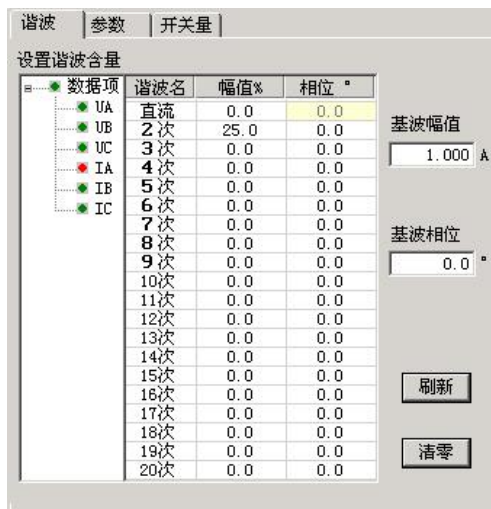 谐波 参数 开关量
设置谐波含量
数据项
UA
UB
UC
IA
IB
IC
谐波名 幅值% 相位 °
直流 0.0 0.0
2次 25.0 0.0
3次 0.0 0.0
4次 0.0 0.0
5次 0.0 0.0
6次 0.0 0.0
7次 0.0 0.0
8次 0.0 0.0
9次 0.0 0.0
10次 0.0 0.0
11次 0.0 0.0
12次 0.0 0.0
13次 0.0 0.0
14次 0.0 0.0
15次 0.0 0.0
16次 0.0 0.0
17次 0.0 0.0
18次 0.0 0.0
19次 0.0 0.0
20次 0.0 0.0
基波幅值
1.000 A
基波相位
0.0 °
刷新
清零